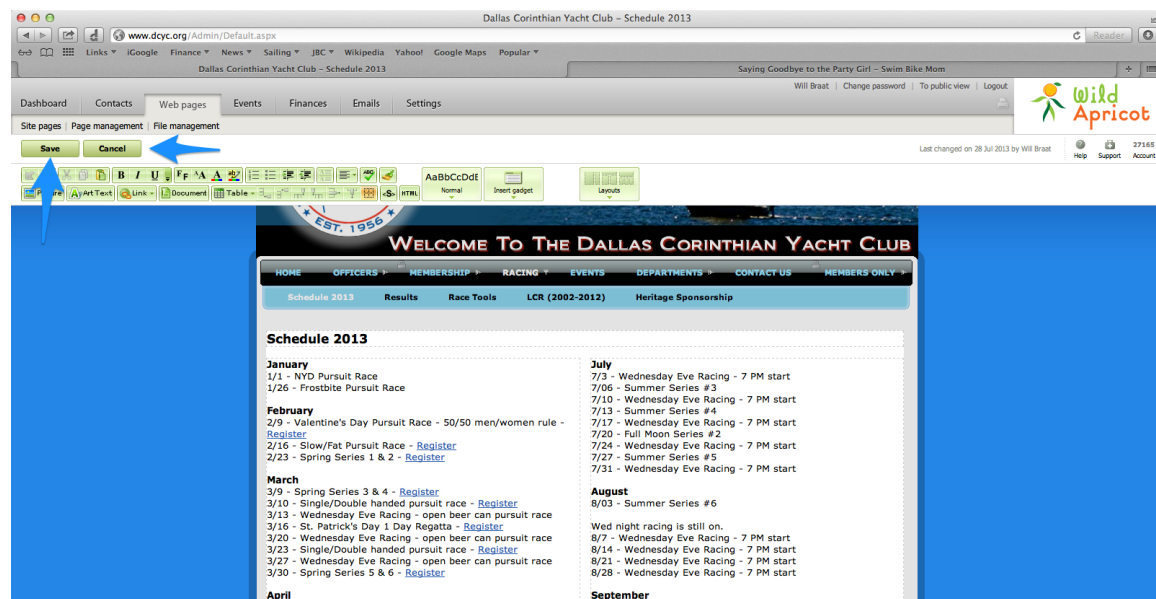 Dallas Corinthian Yacht Club – Schedule 2013
www.dcyc.org/Admin/Default.aspx
Reader
Links iGoogle Finance News Sailing JBC Wikipedia Yahoo! Google Maps Popular
Dallas Corinthian Yacht Club – Schedule 2013
Saying Goodbye to the Party Girl – Swim Bike Mom
Will Braat | Change password | To public view | Logout
Dashboard Contacts Web pages Events Finances Emails Settings
Wild
Apricot
Site pages | Page management | File management
Save Cancel
Last changed on 28 Jul 2013 by Will Braat
Help Support 27165 Account
B I U FF AA A ab
AaBbCcDdE
Normal
Insert gadget
Layouts
ArtText Link Document Table <S> HTML
EST. 1956
Welcome To The Dallas Corinthian Yacht Club
HOME OFFICERS MEMBERSHIP RACING EVENTS DEPARTMENTS CONTACT US MEMBERS ONLY
Schedule 2013 Results Race Tools LCR (2002-2012) Heritage Sponsorship
Schedule 2013
January
1/1 - NYD Pursuit Race
1/26 - Frostbite Pursuit Race
February
2/9 - Valentine's Day Pursuit Race - 50/50 men/women rule -
Register
2/16 - Slow/Fat Pursuit Race - Register
2/23 - Spring Series 1 & 2 - Register
March
3/9 - Spring Series 3 & 4 - Register
3/10 - Single/Double handed pursuit race - Register
3/13 - Wednesday Eve Racing - open beer can pursuit race
3/16 - St. Patrick's Day 1 Day Regatta - Register
3/20 - Wednesday Eve Racing - open beer can pursuit race
3/23 - Single/Double handed pursuit race - Register
3/27 - Wednesday Eve Racing - open beer can pursuit race
3/30 - Spring Series 5 & 6 - Register
April
July
7/3 - Wednesday Eve Racing - 7 PM start
7/06 - Summer Series #3
7/10 - Wednesday Eve Racing - 7 PM start
7/13 - Summer Series #4
7/17 - Wednesday Eve Racing - 7 PM start
7/20 - Full Moon Series #2
7/24 - Wednesday Eve Racing - 7 PM start
7/27 - Summer Series #5
7/31 - Wednesday Eve Racing - 7 PM start
August
8/03 - Summer Series #6
Wed night racing is still on.
8/7 - Wednesday Eve Racing - 7 PM start
8/14 - Wednesday Eve Racing - 7 PM start
8/21 - Wednesday Eve Racing - 7 PM start
8/28 - Wednesday Eve Racing - 7 PM start
September